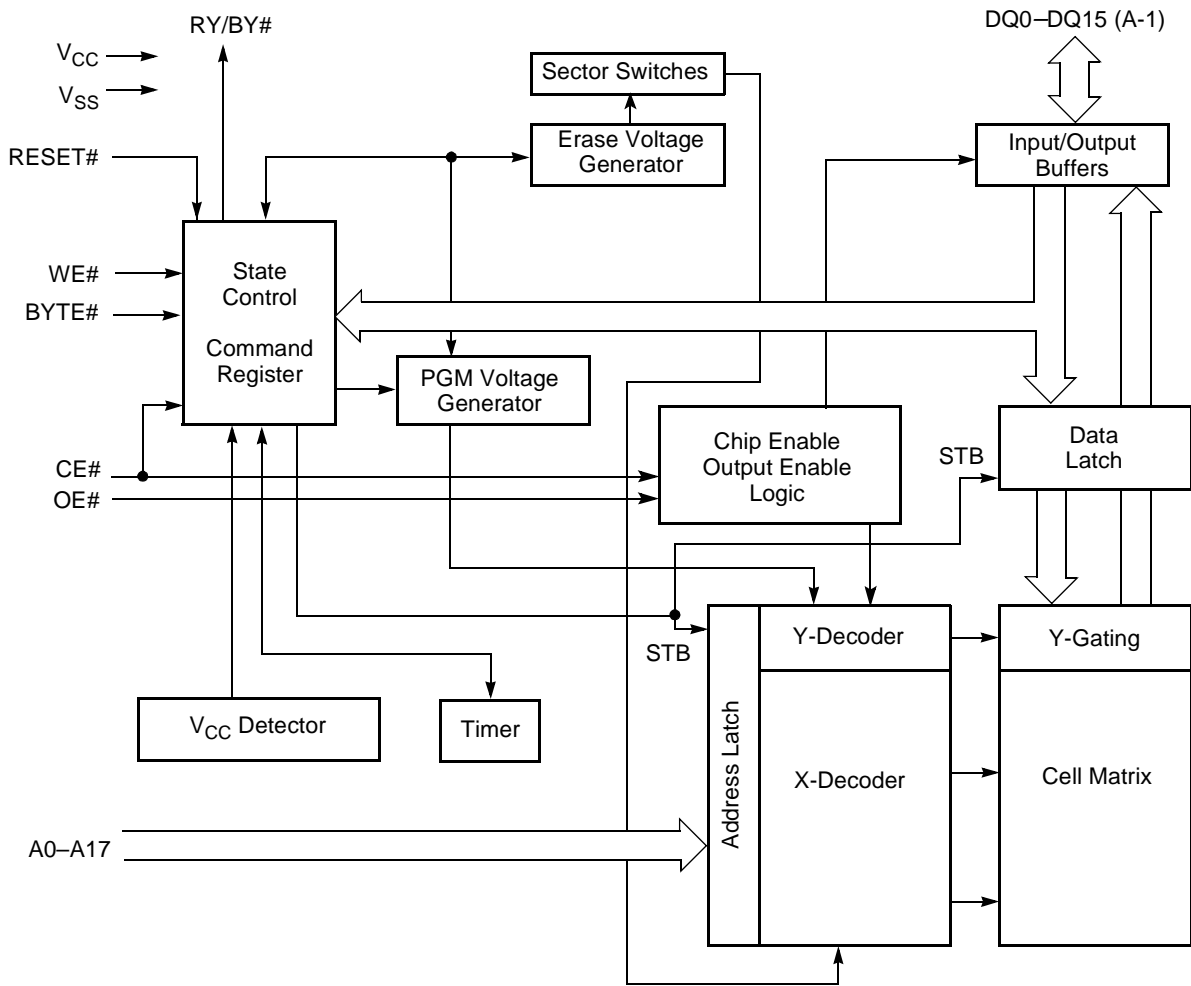 RY/BY#
DQ0–DQ15 (A-1)
VCC
VSS
Sector Switches
RESET#
Erase Voltage
Generator
Input/Output
Buffers
WE#
BYTE#
State
Control
Command
Register
PGM Voltage
Generator
CE#
OE#
Chip Enable
Output Enable
Logic
STB
Data
Latch
STB
Y-Decoder
Y-Gating
VCC Detector
Timer
Address Latch
X-Decoder
Cell Matrix
A0–A17